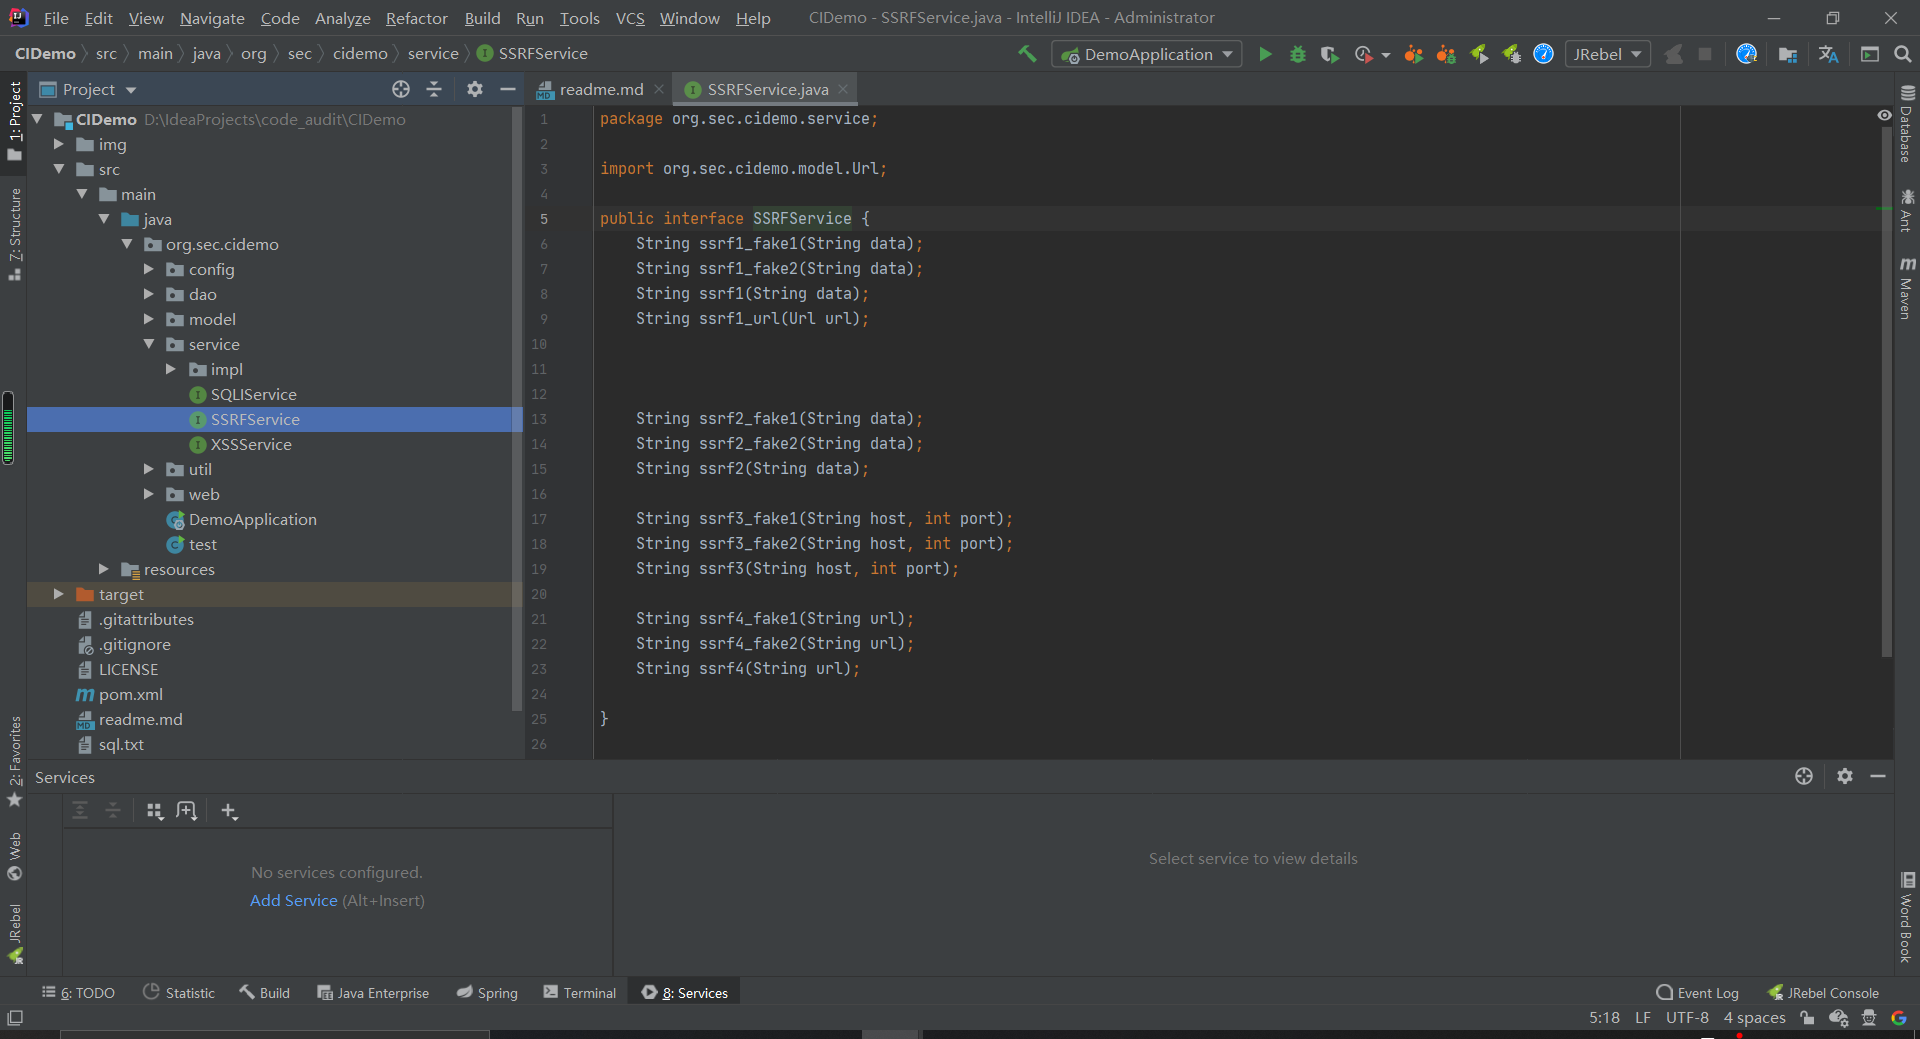 File Edit View Navigate Code Analyze Refactor Build Run Tools VCS Window Help CIDemo - SSRFService.java - IntelliJ IDEA - Administrator
CIDemo src main java org sec cidemo service SSRFService DemoApplication JRebel
1: Project
7: Structure
2: Favorites
Web
JRebel
Project
CIDemo D:\IdeaProjects\code_audit\CIDemo
img
src
main
java
org.sec.cidemo
config
dao
model
service
impl
SQLIService
SSRFService
XSSService
util
web
DemoApplication
test
resources
target
.gitattributes
.gitignore
LICENSE
pom.xml
readme.md
sql.txt
readme.md SSRFService.java
1 package org.sec.cidemo.service;
2
3 import org.sec.cidemo.model.Url;
4
5 public interface SSRFService {
6 String ssrf1_fake1(String data);
7 String ssrf1_fake2(String data);
8 String ssrf1(String data);
9 String ssrf1_url(Url url);
10
11
12
13 String ssrf2_fake1(String data);
14 String ssrf2_fake2(String data);
15 String ssrf2(String data);
16
17 String ssrf3_fake1(String host, int port);
18 String ssrf3_fake2(String host, int port);
19 String ssrf3(String host, int port);
20
21 String ssrf4_fake1(String url);
22 String ssrf4_fake2(String url);
23 String ssrf4(String url);
24
25 }
26
Database
Ant
Maven
Word Book
Services
No services configured.
Add Service (Alt+Insert)
Select service to view details
6: TODO Statistic Build Java Enterprise Spring Terminal 8: Services Event Log JRebel Console
5:18 LF UTF-8 4 spaces